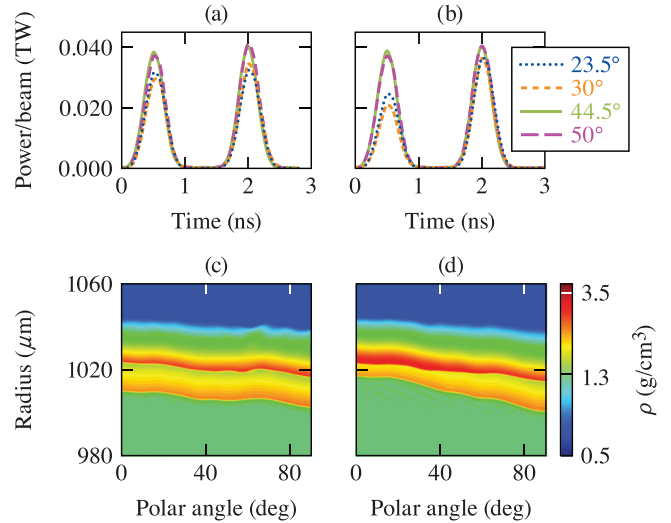 (a) (b)
Power/beam (TW)
0.040
0.020
0.000
0 1 2 3
0 1 2 3
Time (ns) Time (ns)
23.5°
30°
44.5°
50°
(c) (d)
Radius (μm)
1060
1020
980
0 40 80
0 40 80
Polar angle (deg) Polar angle (deg)
3.5
1.3
0.5
ρ (g/cm³)